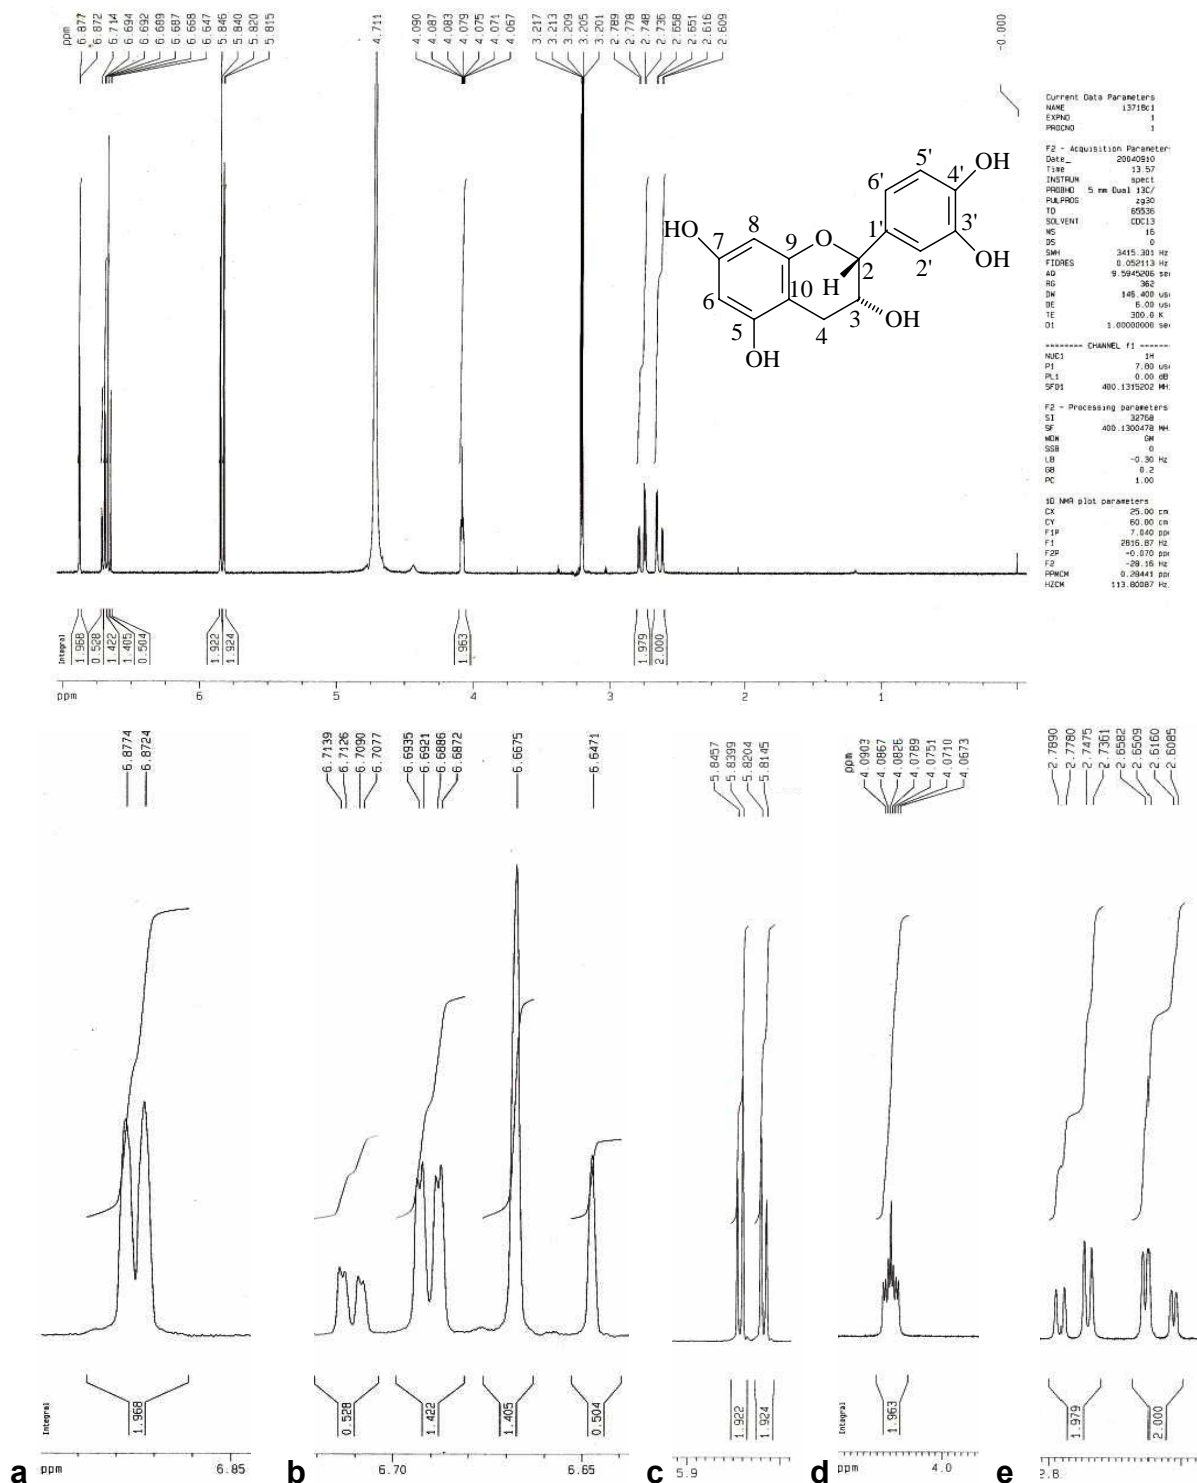 ppm
6.877
6.872
6.714
6.694
6.692
6.689
6.687
6.668
6.647
5.846
5.840
5.820
5.815
4.711
4.090
4.087
4.083
4.079
4.075
4.071
4.067
3.217
3.213
3.209
3.205
3.201
2.789
2.778
2.748
2.736
2.658
2.651
2.616
2.609
-0.000
Current Data Parameters
NAME
EXPNO 1
PROCNO 1
F2 - Acquisition Parameter
Date_ 20040910
Time 13.57
INSTRUM spect
PROBHD 5 mm Dual 13C/
PULPROG zg30
TD 65536
SOLVENT CDCl3
NS 16
DS 0
SWH 3415.301 Hz
FIDRES 0.052113 Hz
AQ 9.5945206 se
RG 362
DW 146.400 us
DE 6.00 us
TE 300.0 K
D1 1.00000000 se
======== CHANNEL f1 ======
NUC1 1H
P1 7.80 us
PL1 0.00 dB
SFO1 400.1315202 MH
F2 - Processing parameters
SI 32768
SF 400.1300478 MH
WDW GM
SSB 0
LB -0.30 Hz
GB 0.2
PC 1.00
1D NMR plot parameters
CX 25.00 cm
CY 60.00 cm
F1P 7.040 pp
F1 2816.87 Hz
F2P -0.070 pp
F2 -28.16 Hz
PPMCM 0.28441 pp
HZCM 113.80087 Hz
5'
OH
4'
6'
3'
OH
1'
2'
HO
7
8
9
O
2
H
10
6
5
4
3
OH
OH
Integral
1.968
0.528
1.422
1.405
0.504
1.922
1.924
1.963
1.979
2.000
ppm 6 5 4 3 2 1
6.8774
6.8724
6.7139
6.7126
6.7090
6.7077
6.6935
6.6921
6.6886
6.6872
6.6675
6.6471
5.8457
5.8399
5.8204
5.8145
ppm
4.0903
4.0867
4.0826
4.0789
4.0751
4.0710
4.0673
2.7890
2.7780
2.7475
2.7361
2.6582
2.6509
2.6160
2.6085
Integral
1.968
0.528
1.422
1.405
0.504
1.922
1.924
Integral
1.963
1.979
2.000
a ppm 6.85
b 6.70 6.65
c 5.9
d ppm 4.0
e 2.8